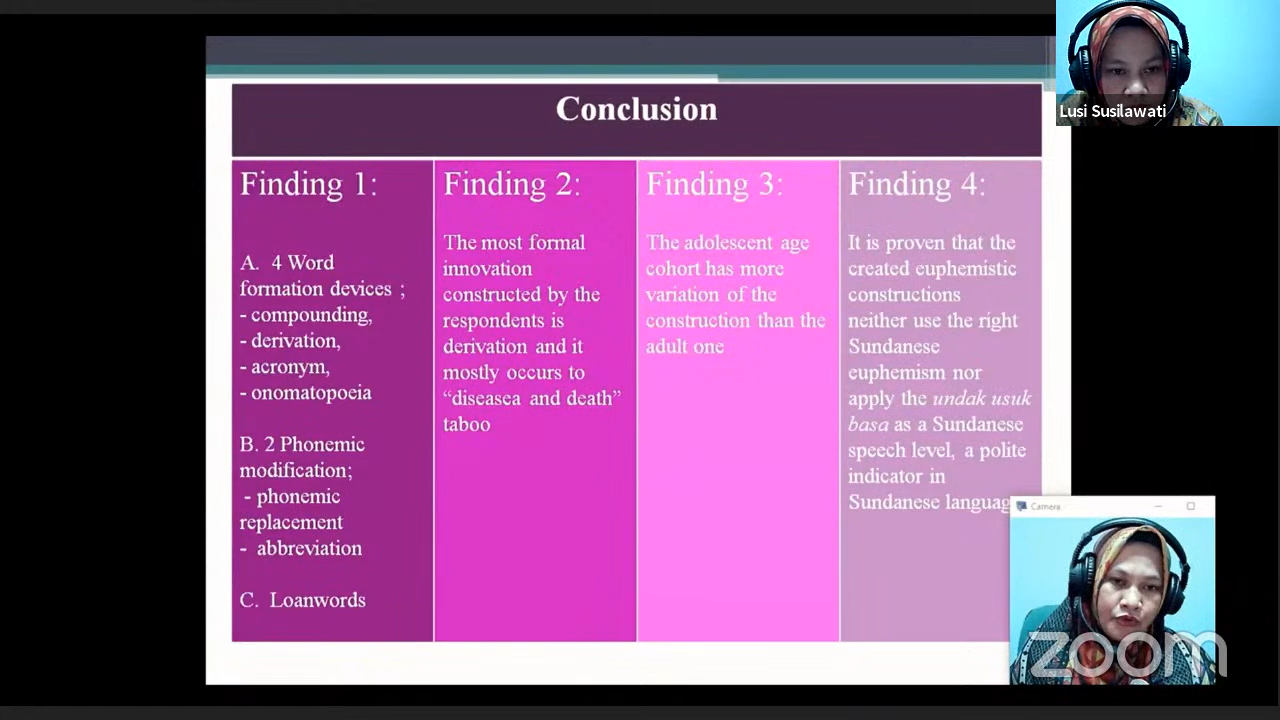 Conclusion
Finding 1:
A. 4 Word
formation devices ;
- compounding,
- derivation,
- acronym,
- onomatopoeia
B. 2 Phonemic
modification;
- phonemic
replacement
- abbreviation
C. Loanwords
Finding 2:
The most formal
innovation
constructed by the
respondents is
derivation and it
mostly occurs to
“diseasea and death”
taboo
Finding 3:
The adolescent age
cohort has more
variation of the
construction than the
adult one
Finding 4:
It is proven that the
created euphemistic
constructions
neither use the right
Sundanese
euphemism nor
apply the undak usuk
basa as a Sundanese
speech level, a polite
indicator in
Sundanese languag
Lusi Susilawati
Camera
zoom